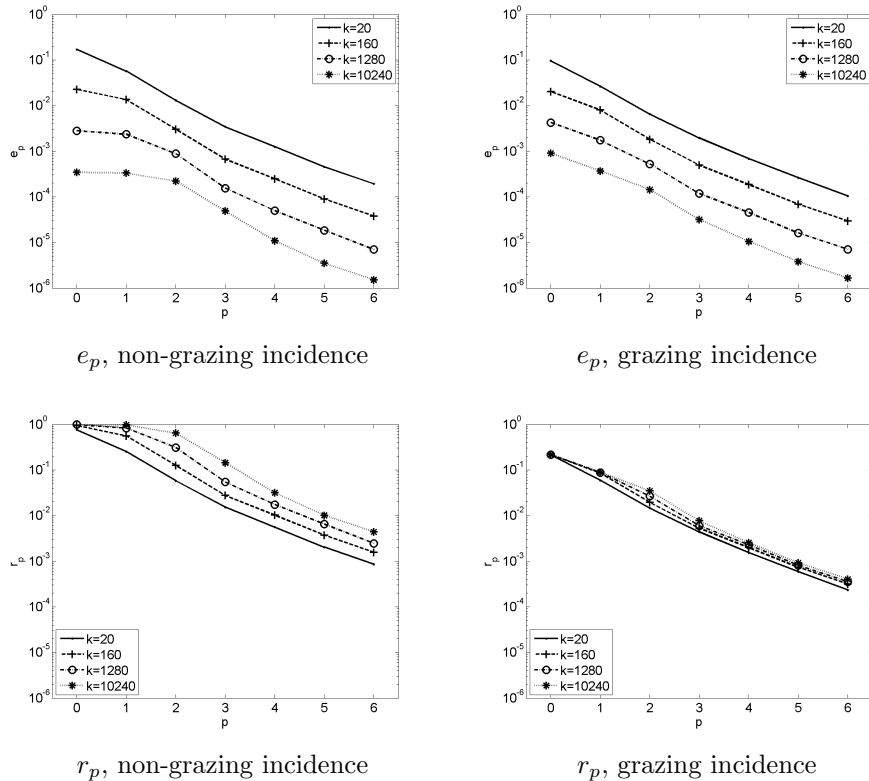 10^0
10^-1
10^-2
10^-3
10^-4
10^-5
10^-6
e_p
0 1 2 3 4 5 6
p
k=20
k=160
k=1280
k=10240
e_p, non-grazing incidence
10^0
10^-1
10^-2
10^-3
10^-4
10^-5
10^-6
e_p
0 1 2 3 4 5 6
p
k=20
k=160
k=1280
k=10240
e_p, grazing incidence
10^0
10^-1
10^-2
10^-3
10^-4
10^-5
10^-6
r_p
0 1 2 3 4 5 6
p
k=20
k=160
k=1280
k=10240
r_p, non-grazing incidence
10^0
10^-1
10^-2
10^-3
10^-4
10^-5
10^-6
r_p
0 1 2 3 4 5 6
p
k=20
k=160
k=1280
k=10240
r_p, grazing incidence